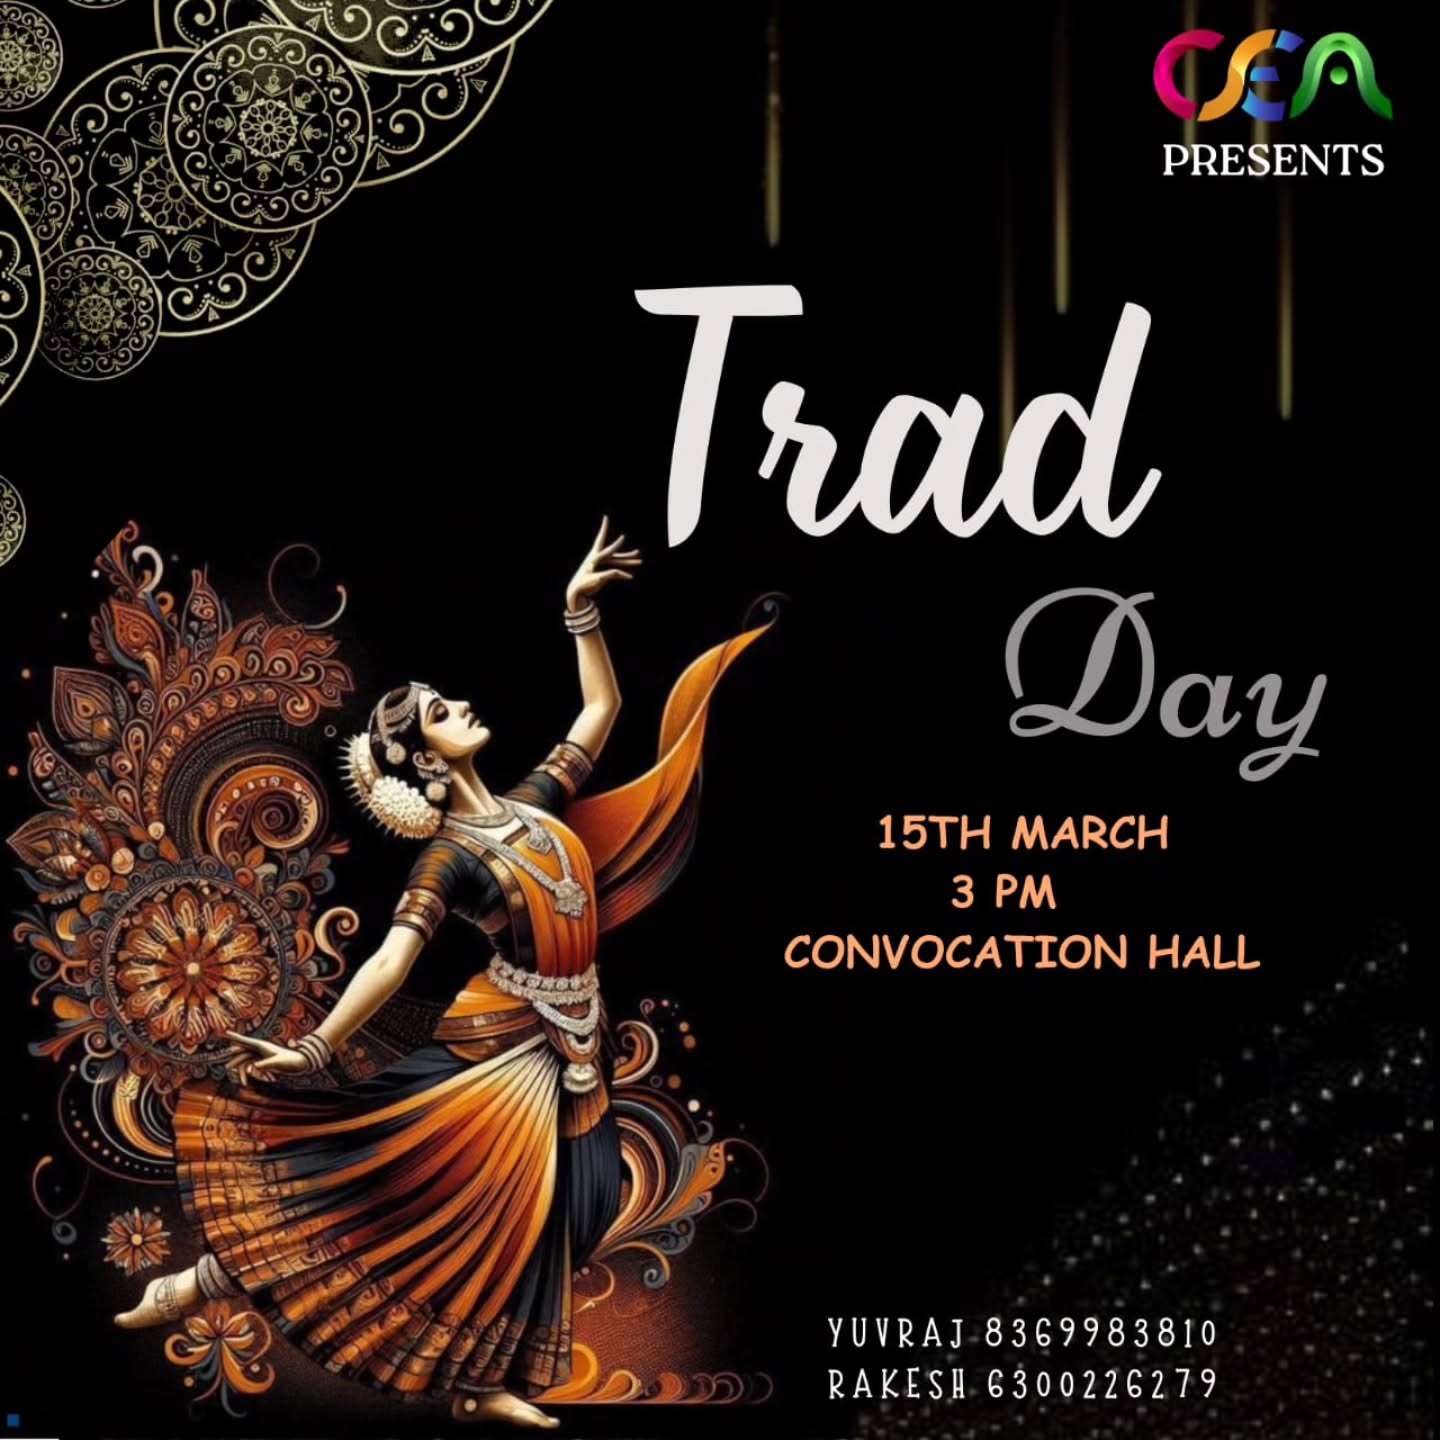 CSEA
PRESENTS
Trad
Day
15TH MARCH
3 PM
CONVOCATION HALL
YUVRAJ 8369983810
RAKESH 6300226279